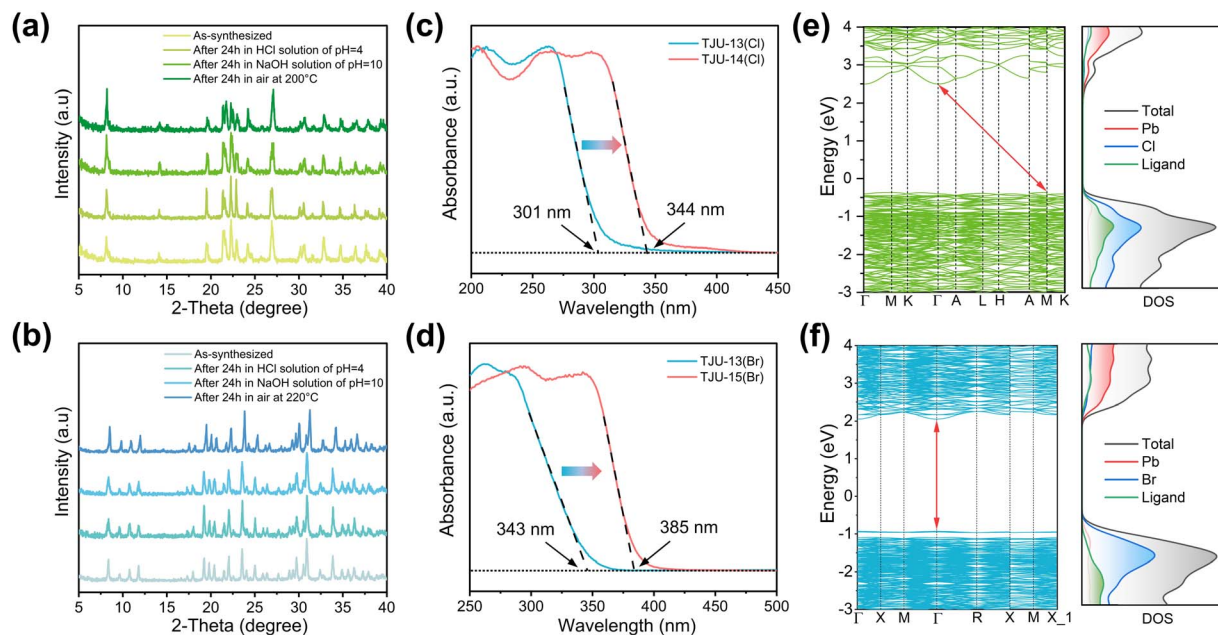 (a)
As-synthesized
After 24h in HCl solution of pH=4
After 24h in NaOH solution of pH=10
After 24h in air at 200°C
Intensity (a.u)
5 10 15 20 25 30 35 40
2-Theta (degree)
(c)
TJU-13(Cl)
TJU-14(Cl)
301 nm
344 nm
Absorbance (a.u.)
200 250 300 350 400 450
Wavelength (nm)
(e)
4
3
2
1
0
-1
-2
-3
Energy (eV)
Γ M K Γ A L H A M K
Total
Pb
Cl
Ligand
DOS
(b)
As-synthesized
After 24h in HCl solution of pH=4
After 24h in NaOH solution of pH=10
After 24h in air at 220°C
Intensity (a.u)
5 10 15 20 25 30 35 40
2-Theta (degree)
(d)
TJU-13(Br)
TJU-15(Br)
343 nm
385 nm
Absorbance (a.u.)
250 300 350 400 450 500
Wavelength (nm)
(f)
4
3
2
1
0
-1
-2
-3
Energy (eV)
Γ X M Γ R X M X_1
Total
Pb
Br
Ligand
DOS